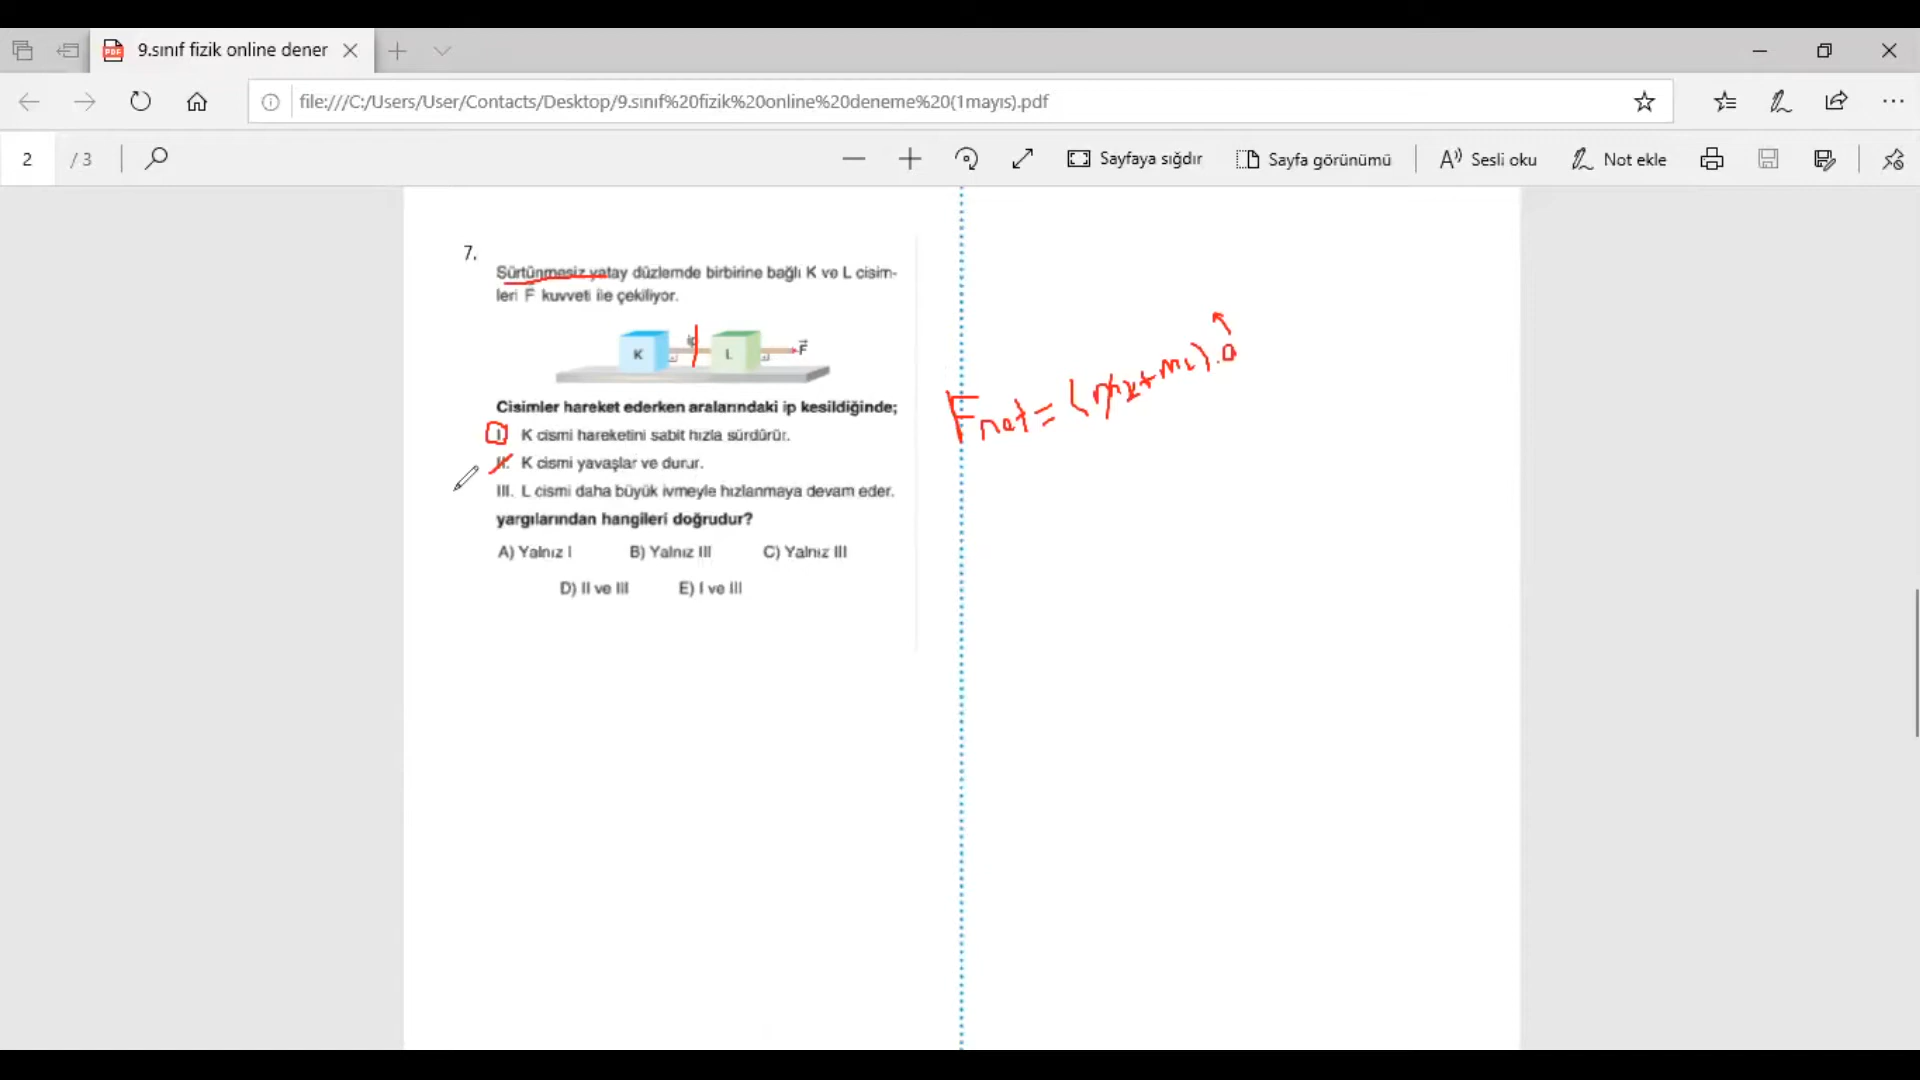 9.sınıf fizik online dener
file:///C:/Users/User/Contacts/Desktop/9.sınıf%20fizik%20online%20deneme%20(1mayıs).pdf
2 / 3 Sayfaya sığdır Sayfa görünümü Sesli oku Not ekle
7.
Sürtünmesiz yatay düzlemde birbirine bağlı K ve L cisim-
leri F kuvveti ile çekiliyor.
K ip L F
Cisimler hareket ederken aralarındaki ip kesildiğinde;
I. K cismi hareketini sabit hızla sürdürür.
II. K cismi yavaşlar ve durur.
III. L cismi daha büyük ivmeyle hızlanmaya devam eder.
yargılarından hangileri doğrudur?
A) Yalnız I B) Yalnız III C) Yalnız III
D) II ve III E) I ve III
Fnet = (mK+mL).a